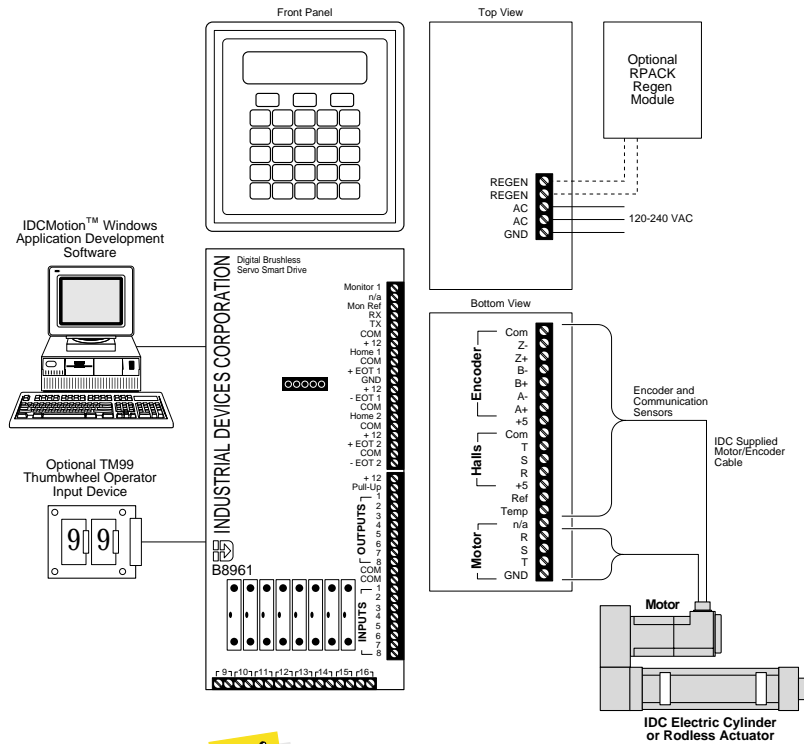 Front Panel
Top View
Optional
RPACK
Regen
Module
REGEN
REGEN
AC
AC
GND
120-240 VAC
IDCMotion™ Windows
Application Development
Software
Optional TM99
Thumbwheel Operator
Input Device
99
INDUSTRIAL DEVICES CORPORATION
Digital Brushless
Servo Smart Drive
B8961
Monitor 1
n/a
Mon Ref
RX
TX
COM
+ 12
Home 1
COM
+ EOT 1
GND
+ 12
- EOT 1
COM
Home 2
COM
+ 12
+ EOT 2
COM
- EOT 2
+ 12
Pull-Up
OUTPUTS
1
2
3
4
5
6
7
8
COM
COM
INPUTS
1
2
3
4
5
6
7
8
9 10 11 12 13 14 15 16
Bottom View
Encoder
Com
Z-
Z+
B-
B+
A-
A+
+5
Halls
Com
T
S
R
+5
Ref
Temp
n/a
Motor
R
S
T
GND
Encoder and
Communication
Sensors
IDC Supplied
Motor/Encoder
Cable
Motor
IDC Electric Cylinder
or Rodless Actuator